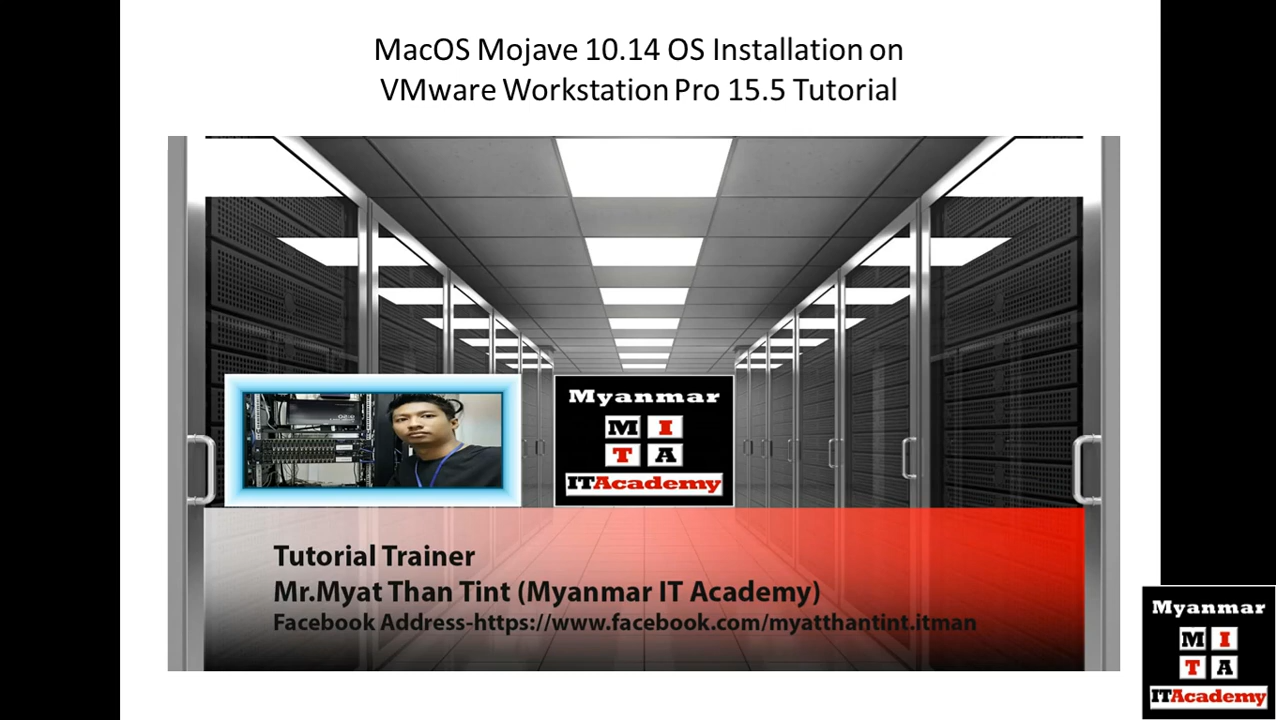 MacOS Mojave 10.14 OS Installation on
VMware Workstation Pro 15.5 Tutorial
Myanmar
M I
T A
ITAcademy
Tutorial Trainer
Mr.Myat Than Tint (Myanmar IT Academy)
Facebook Address-https://www.facebook.com/myatthantint.itman
Myanmar
M I
T A
ITAcademy